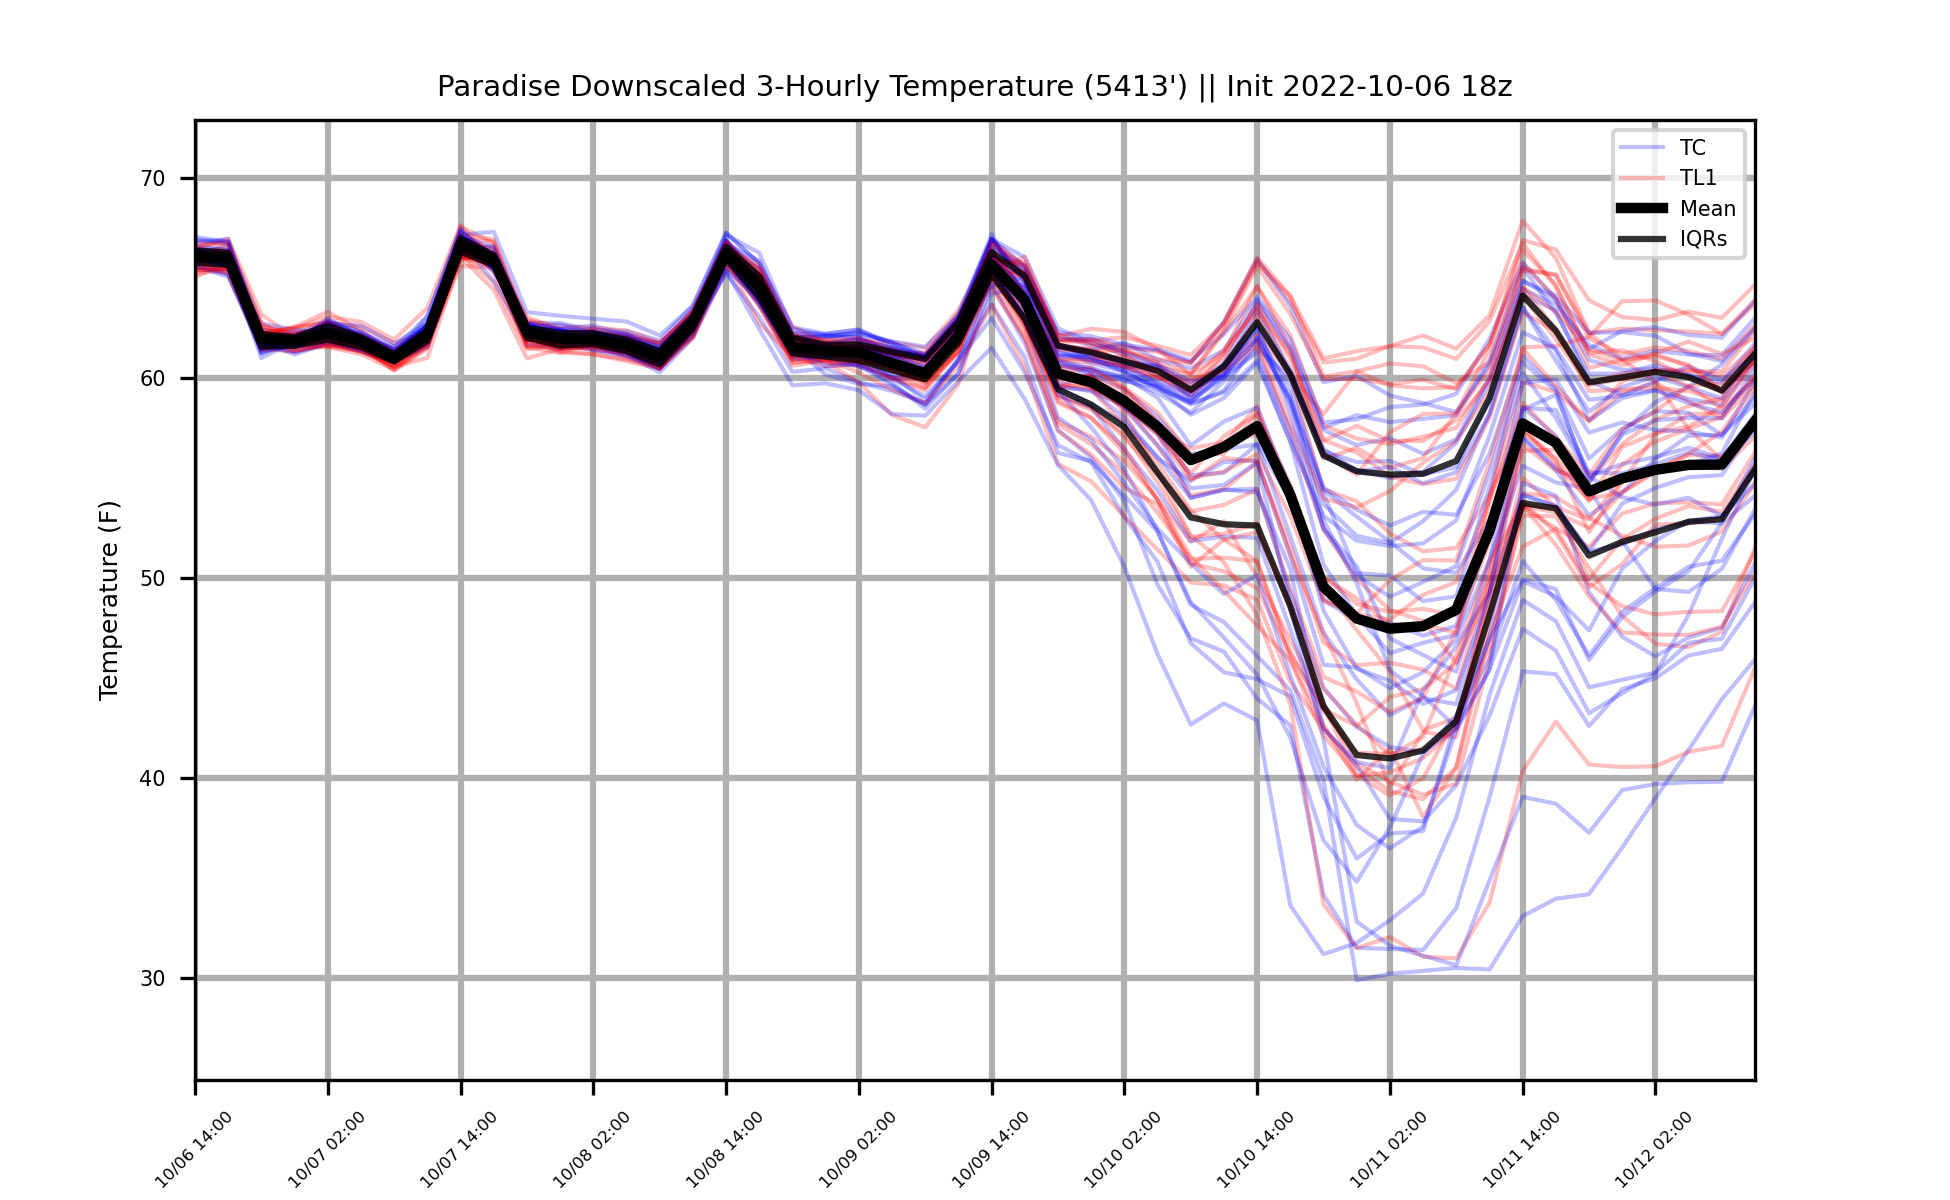 Paradise Downscaled 3-Hourly Temperature (5413') || Init 2022-10-06 18z
TC
TL1
Mean
IQRs
Temperature (F)
70
60
50
40
30
10/06 14:00
10/07 02:00
10/07 14:00
10/08 02:00
10/08 14:00
10/09 02:00
10/09 14:00
10/10 02:00
10/10 14:00
10/11 02:00
10/11 14:00
10/12 02:00